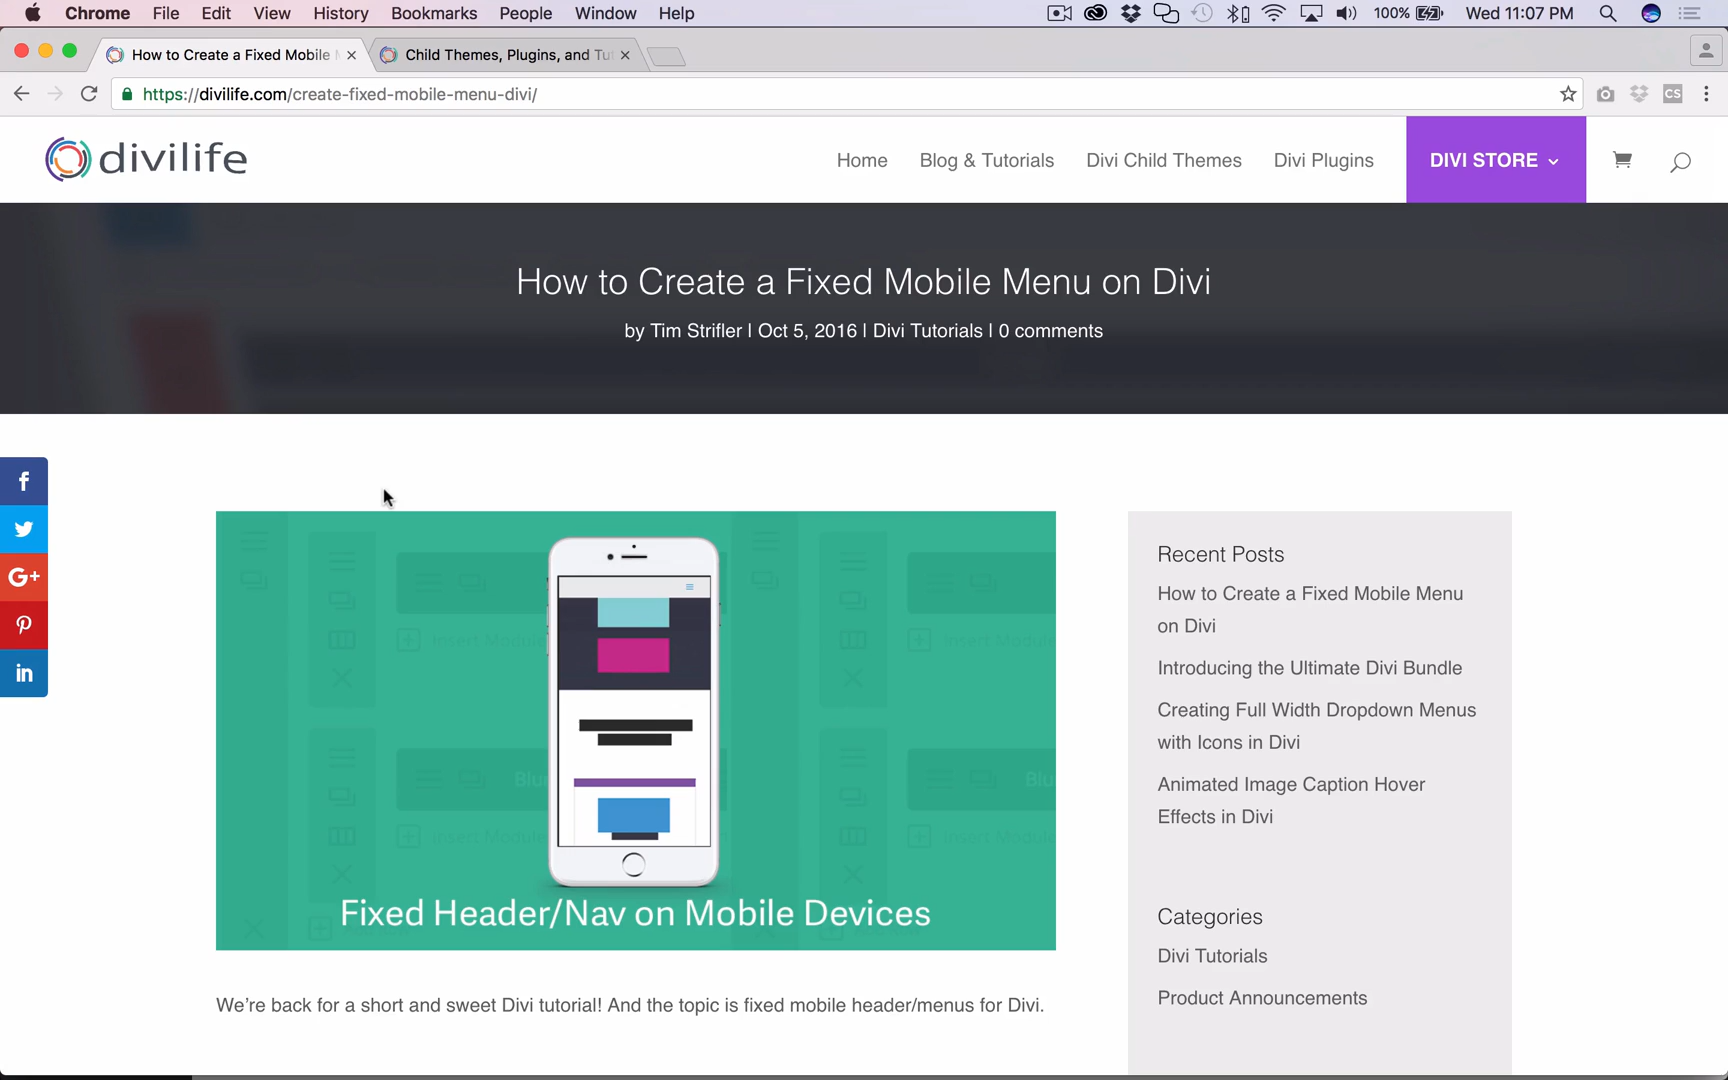 Chrome File Edit View History Bookmarks People Window Help 100% Wed 11:07 PM
How to Create a Fixed Mobile Child Themes, Plugins, and Tut
https://divilife.com/create-fixed-mobile-menu-divi/ CS
divilife Home Blog & Tutorials Divi Child Themes Divi Plugins DIVI STORE
How to Create a Fixed Mobile Menu on Divi
by Tim Strifler | Oct 5, 2016 | Divi Tutorials | 0 comments
f
G+
in
Fixed Header/Nav on Mobile Devices
We're back for a short and sweet Divi tutorial! And the topic is fixed mobile header/menus for Divi.
Recent Posts
How to Create a Fixed Mobile Menu
on Divi
Introducing the Ultimate Divi Bundle
Creating Full Width Dropdown Menus
with Icons in Divi
Animated Image Caption Hover
Effects in Divi
Categories
Divi Tutorials
Product Announcements